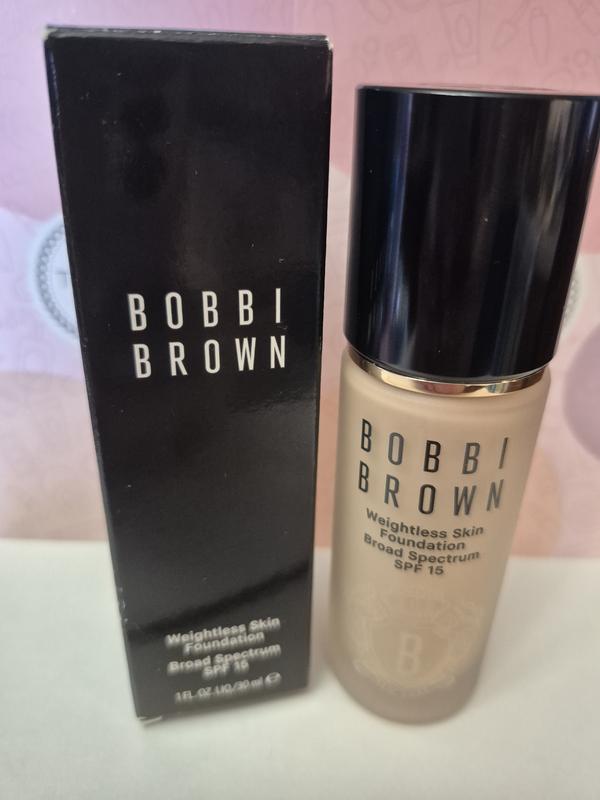 BOBBI
BROWN
Weightless Skin
Foundation
Broad Spectrum
SPF 15
1 FL.OZ.LIQ/30 ml ℮
BOBBI
BROWN
Weightless Skin
Foundation
Broad Spectrum
SPF 15
B